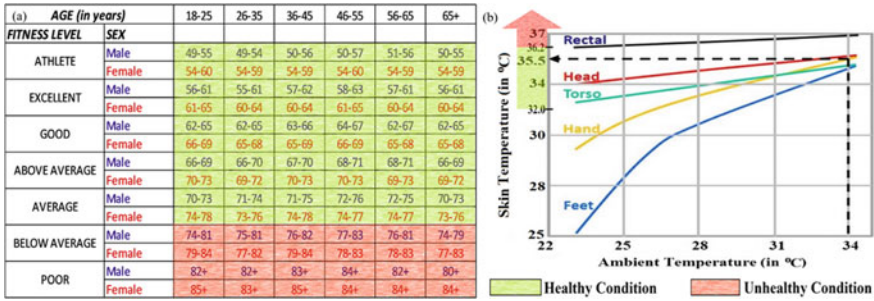 (a) AGE (in years) 18-25 26-35 36-45 46-55 56-65 65+
FITNESS LEVEL SEX
ATHLETE Male 49-55 49-54 50-56 50-57 51-56 50-55
Female 54-60 54-59 54-59 54-60 54-59 54-59
EXCELLENT Male 56-61 55-61 57-62 58-63 57-61 56-61
Female 61-65 60-64 60-64 61-65 60-64 60-64
GOOD Male 62-65 62-65 63-66 64-67 62-67 62-65
Female 66-69 65-68 65-69 66-69 65-68 65-68
ABOVE AVERAGE Male 66-69 66-70 67-70 68-71 68-71 66-69
Female 70-73 69-72 70-73 70-73 69-73 69-72
AVERAGE Male 70-73 71-74 71-75 72-76 72-75 70-73
Female 74-78 73-76 74-78 74-77 74-77 73-76
BELOW AVERAGE Male 74-81 75-81 76-82 77-83 76-81 74-79
Female 79-84 77-82 79-84 78-83 78-83 77-83
POOR Male 82+ 82+ 83+ 84+ 82+ 80+
Female 85+ 83+ 85+ 84+ 84+ 84+
(b)
Skin Temperature (in ⁰C)
37
36.2
35.5
34
32.0
30
28
25
Rectal
Head
Torso
Hand
Feet
22 25 28 31 34
Ambient Temperature (in ⁰C)
Healthy Condition Unhealthy Condition